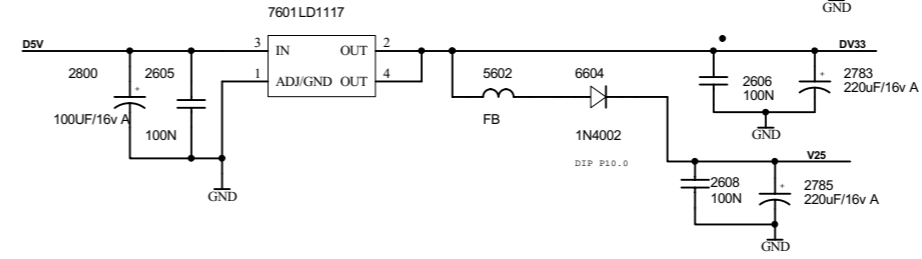 GND
7601LD1117
D5V
3 IN OUT 2
DV33
1 ADJ/GND OUT 4
2800
2605
5602
6604
2606
100N
2783
220uF/16v A
100UF/16v A
100N
FB
1N4002
GND
DIP P10.0
V25
GND
2608
100N
2785
220uF/16v A
GND